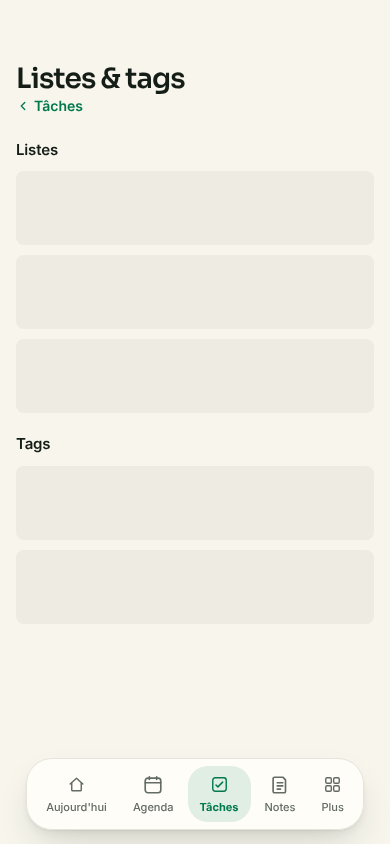 Listes & tags
Tâches
Listes
Tags
Aujourd'hui
Agenda
Tâches
Notes
Plus